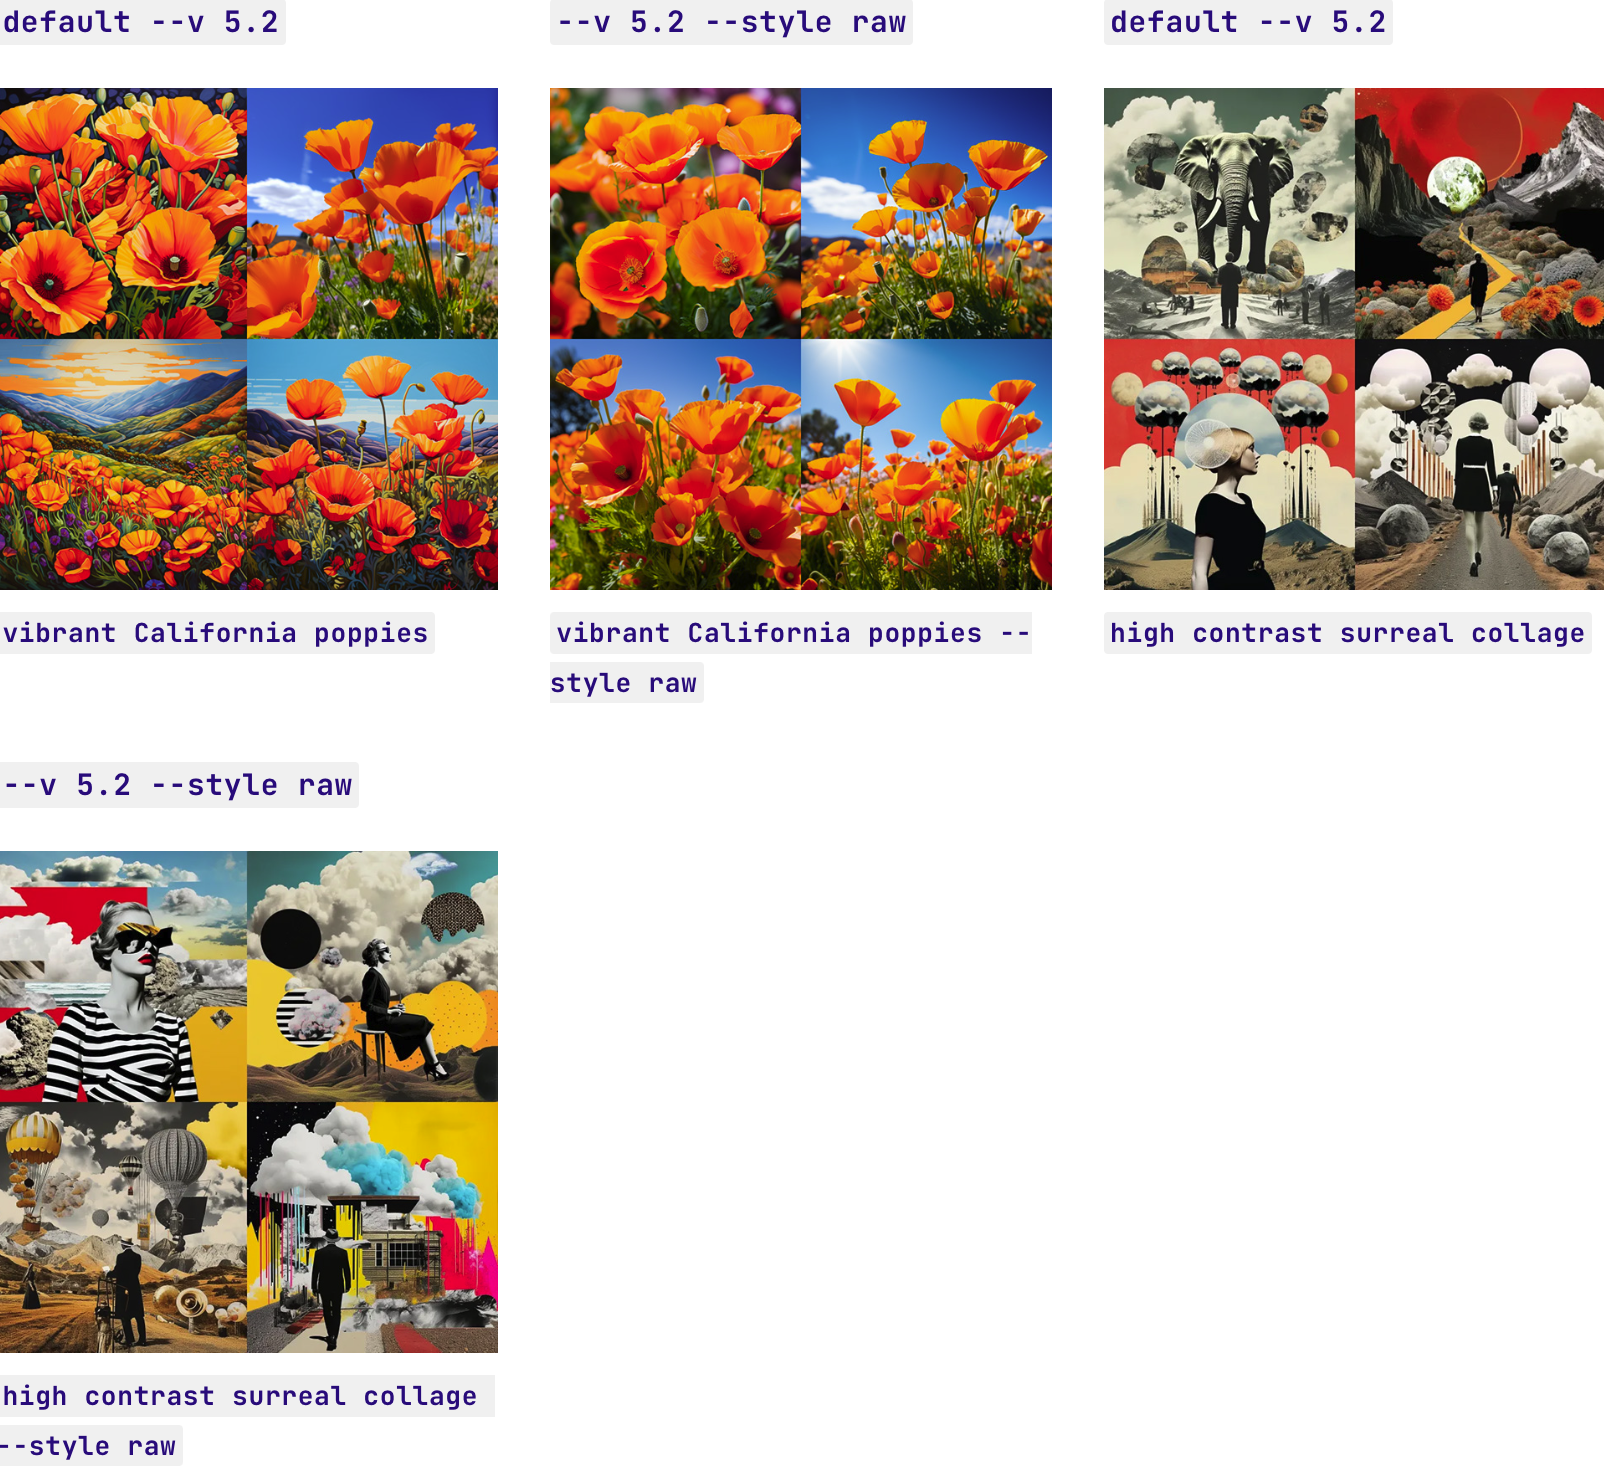 default --v 5.2
--v 5.2 --style raw
default --v 5.2
vibrant California poppies
vibrant California poppies --
style raw
high contrast surreal collage
--v 5.2 --style raw
high contrast surreal collage
--style raw